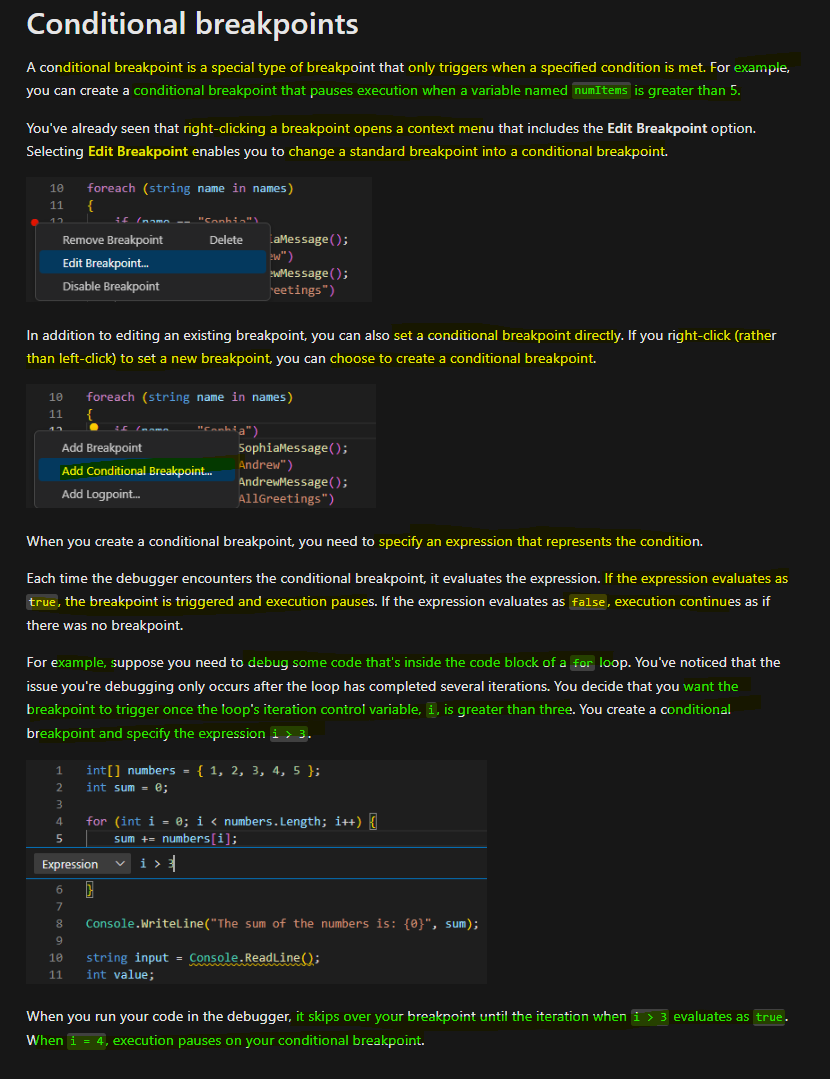 Conditional breakpoints
A conditional breakpoint is a special type of breakpoint that only triggers when a specified condition is met. For example,
you can create a conditional breakpoint that pauses execution when a variable named numItems is greater than 5.
You've already seen that right-clicking a breakpoint opens a context menu that includes the Edit Breakpoint option.
Selecting Edit Breakpoint enables you to change a standard breakpoint into a conditional breakpoint.
10 foreach (string name in names)
11 {
12 if (name == "Sophia")
Remove Breakpoint Delete aMessage();
Edit Breakpoint... ew")
ewMessage();
Disable Breakpoint reetings")
In addition to editing an existing breakpoint, you can also set a conditional breakpoint directly. If you right-click (rather
than left-click) to set a new breakpoint, you can choose to create a conditional breakpoint.
10 foreach (string name in names)
11 {
12 if (name "Sophia")
Add Breakpoint SophiaMessage();
Add Conditional Breakpoint... Andrew")
AndrewMessage();
Add Logpoint... AllGreetings")
When you create a conditional breakpoint, you need to specify an expression that represents the condition.
Each time the debugger encounters the conditional breakpoint, it evaluates the expression. If the expression evaluates as
true, the breakpoint is triggered and execution pauses. If the expression evaluates as false, execution continues as if
there was no breakpoint.
For example, suppose you need to debug some code that's inside the code block of a for loop. You've noticed that the
issue you're debugging only occurs after the loop has completed several iterations. You decide that you want the
breakpoint to trigger once the loop's iteration control variable, i, is greater than three. You create a conditional
breakpoint and specify the expression i > 3.
1 int[] numbers = { 1, 2, 3, 4, 5 };
2 int sum = 0;
3
4 for (int i = 0; i < numbers.Length; i++) {
5 sum += numbers[i];
Expression i > 3
6 }
7
8 Console.WriteLine("The sum of the numbers is: {0}", sum);
9
10 string input = Console.ReadLine();
11 int value;
When you run your code in the debugger, it skips over your breakpoint until the iteration when i > 3 evaluates as true.
When i = 4, execution pauses on your conditional breakpoint.